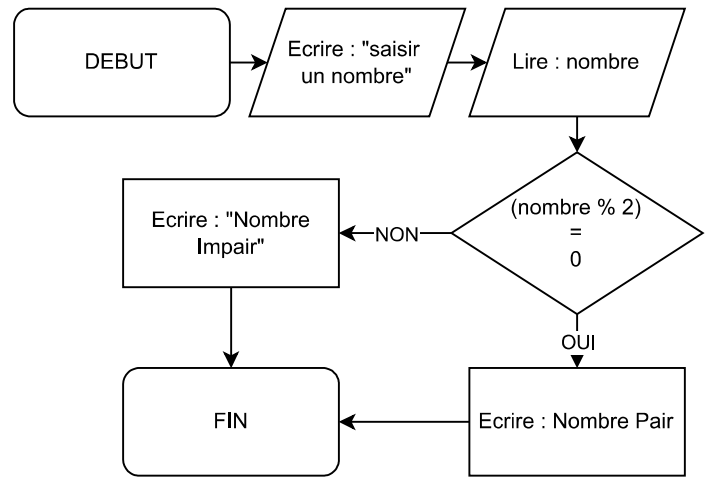 DEBUT
Ecrire : "saisir
un nombre"
Lire : nombre
(nombre % 2)
=
0
NON
Ecrire : "Nombre
Impair"
OUI
Ecrire : Nombre Pair
FIN